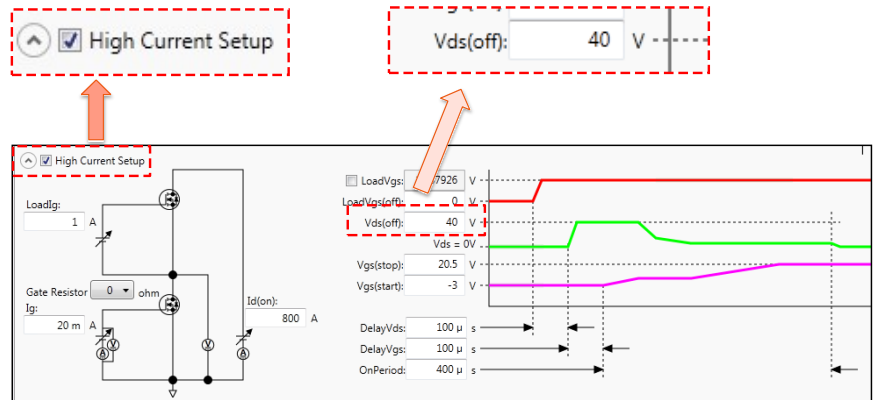 High Current Setup
Vds(off): 40 V
High Current Setup
LoadIg:
1 A
Gate Resistor 0 ohm
Ig:
20 m A
A
V
V
A
Id(on):
800 A
LoadVgs: 7926 V
LoadVgs(off): 0 V
Vds(off): 40 V
Vds = 0V
Vgs(stop): 20.5 V
Vgs(start): -3 V
DelayVds: 100 µ s
DelayVgs: 100 µ s
OnPeriod: 400 µ s